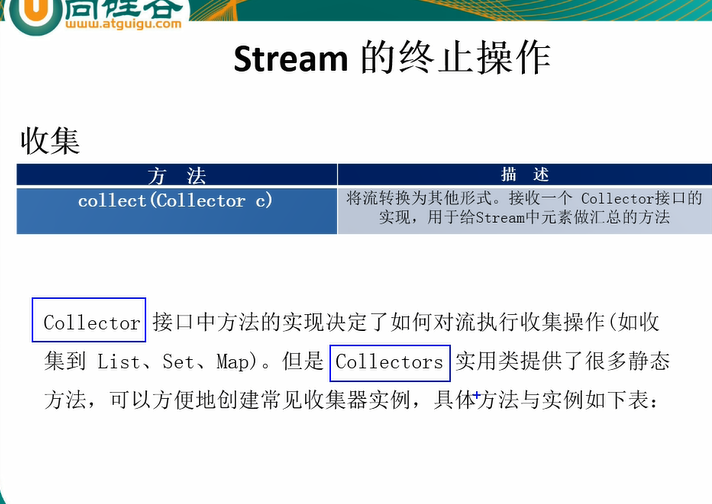 尚硅谷
www.atguigu.com
Stream 的终止操作
收集
方 法
描 述
collect(Collector c)
将流转换为其他形式。接收一个 Collector接口的
实现，用于给Stream中元素做汇总的方法
Collector 接口中方法的实现决定了如何对流执行收集操作(如收
集到 List、Set、Map)。但是 Collectors 实用类提供了很多静态
方法，可以方便地创建常见收集器实例，具体方法与实例如下表：